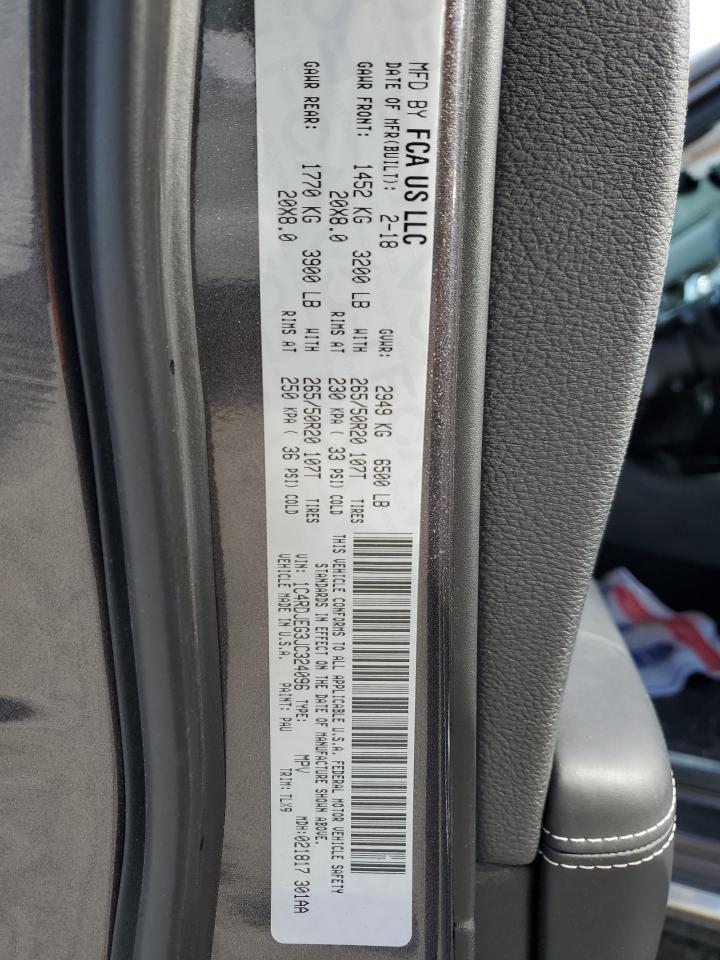 MFD BY FCA US LLC
DATE OF MFR(BUILT): 2-18 GVWR: 2949 KG 6500 LB
GAWR FRONT: 1452 KG 3200 LB WITH 265/50R20 107T TIRES
20X8.0 RIMS AT 230 KPA ( 33 PSI) COLD
GAWR REAR: 1770 KG 3900 LB WITH 265/50R20 107T TIRES
20X8.0 RIMS AT 250 KPA ( 36 PSI) COLD
THIS VEHICLE CONFORMS TO ALL APPLICABLE U.S.A. FEDERAL MOTOR VEHICLE SAFETY
STANDARDS IN EFFECT ON THE DATE OF MANUFACTURE SHOWN ABOVE.
VIN: 1C4RDJEG3JC324096 TYPE: MPV MDH:021817 301AA
VEHICLE MADE IN U.S.A. PAINT: PAU TRIM: TLX9